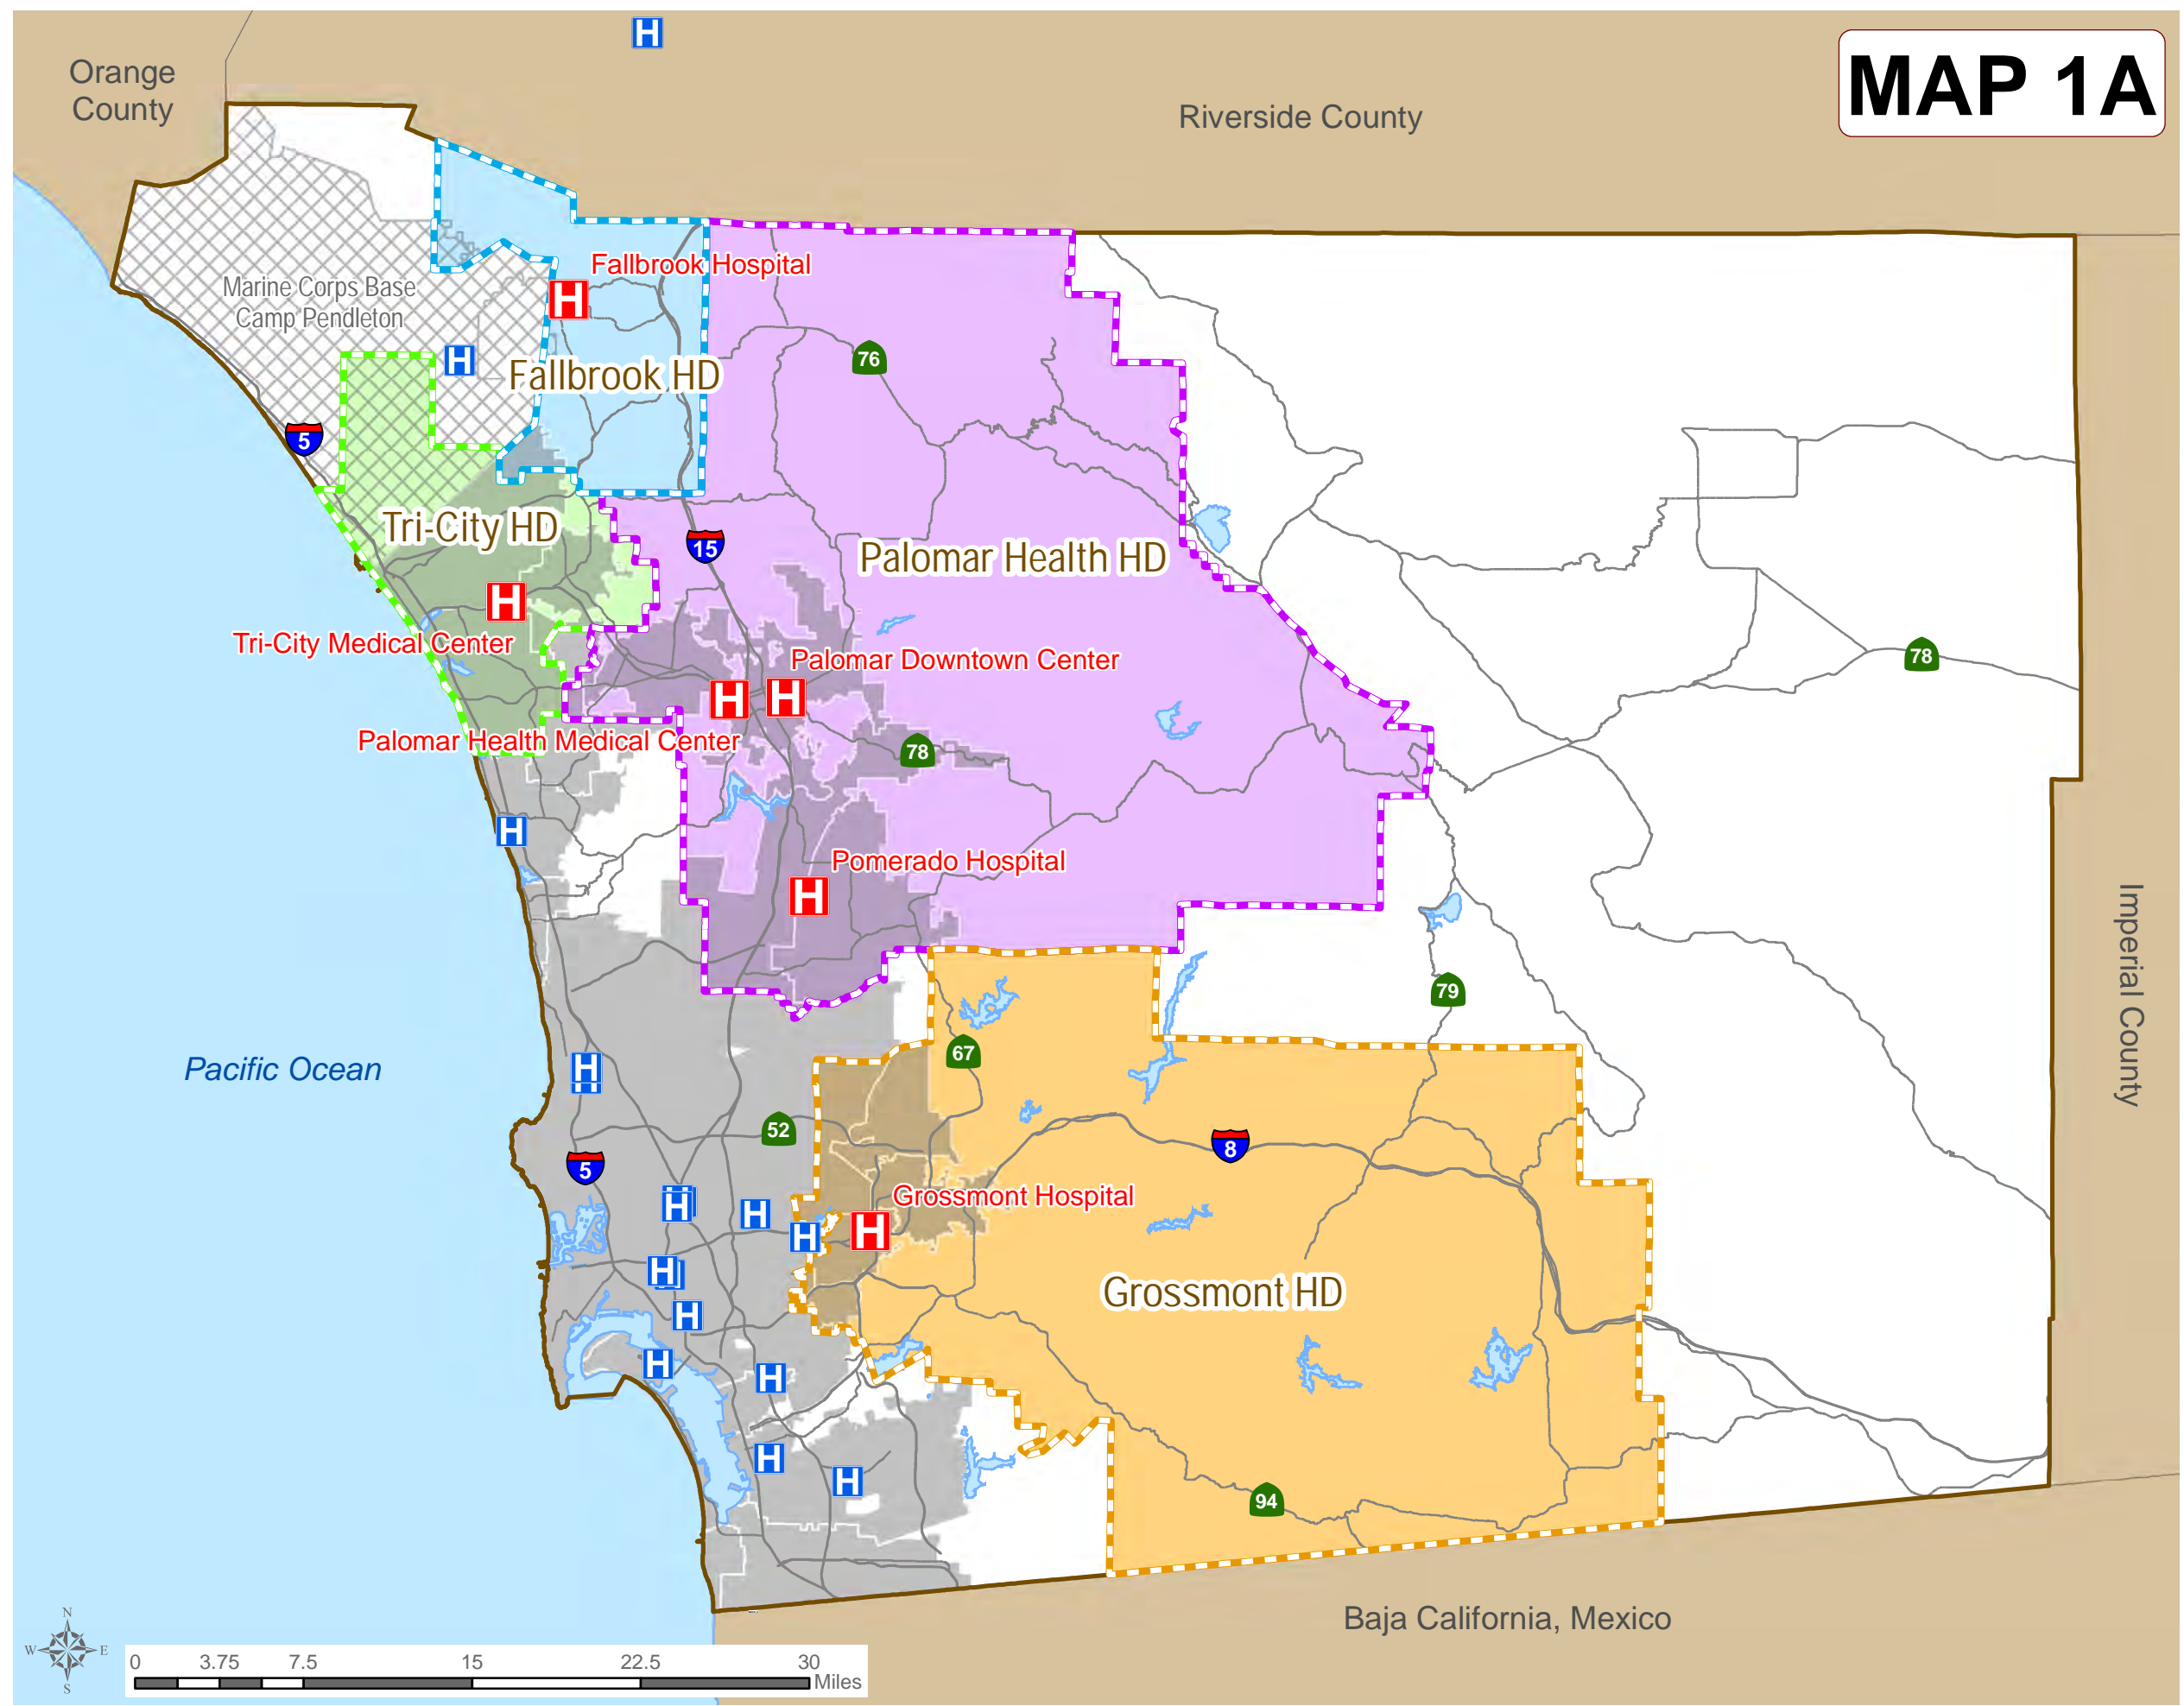 H
Orange
County
MAP 1A
Riverside County
Fallbrook Hospital
H
Marine Corps Base
Camp Pendleton
H
76
Fallbrook HD
5
Tri-City HD
15
Palomar Health HD
H
Tri-City Medical Center
Palomar Downtown Center
78
H
H
Palomar Health Medical Center
78
H
Pomerado Hospital
H
Imperial County
79
67
Pacific Ocean
H
H
52
8
5
Grossmont Hospital
H
H
H
H
H
Grossmont HD
H
H
H
H
H
H
94
Baja California, Mexico
N
W
E
S
0
3.75
7.5
15
22.5
30
Miles